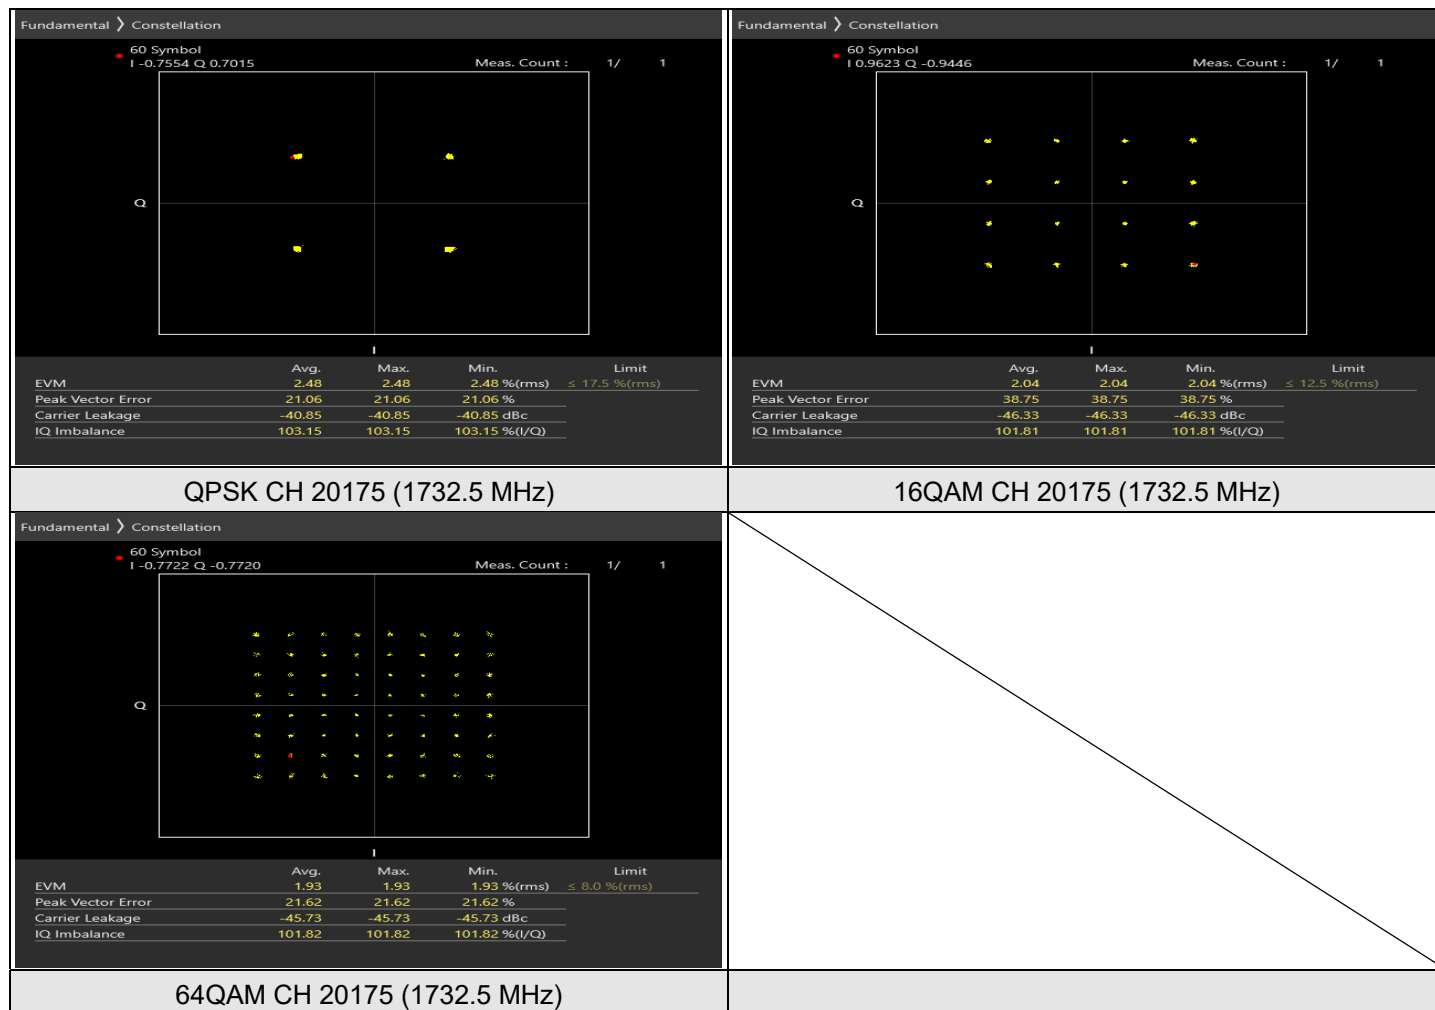 Fundamental ❯ Constellation
60 Symbol
I -0.7554 Q 0.7015 Meas. Count : 1/ 1
Q
I
Avg. Max. Min. Limit
EVM 2.48 2.48 2.48 %(rms) ≤ 17.5 %(rms)
Peak Vector Error 21.06 21.06 21.06 %
Carrier Leakage -40.85 -40.85 -40.85 dBc
IQ Imbalance 103.15 103.15 103.15 %(I/Q)
QPSK CH 20175 (1732.5 MHz)
Fundamental ❯ Constellation
60 Symbol
I 0.9623 Q -0.9446 Meas. Count : 1/ 1
Q
I
Avg. Max. Min. Limit
EVM 2.04 2.04 2.04 %(rms) ≤ 12.5 %(rms)
Peak Vector Error 38.75 38.75 38.75 %
Carrier Leakage -46.33 -46.33 -46.33 dBc
IQ Imbalance 101.81 101.81 101.81 %(I/Q)
16QAM CH 20175 (1732.5 MHz)
Fundamental ❯ Constellation
60 Symbol
I -0.7722 Q -0.7720 Meas. Count : 1/ 1
Q
I
Avg. Max. Min. Limit
EVM 1.93 1.93 1.93 %(rms) ≤ 8.0 %(rms)
Peak Vector Error 21.62 21.62 21.62 %
Carrier Leakage -45.73 -45.73 -45.73 dBc
IQ Imbalance 101.82 101.82 101.82 %(I/Q)
64QAM CH 20175 (1732.5 MHz)